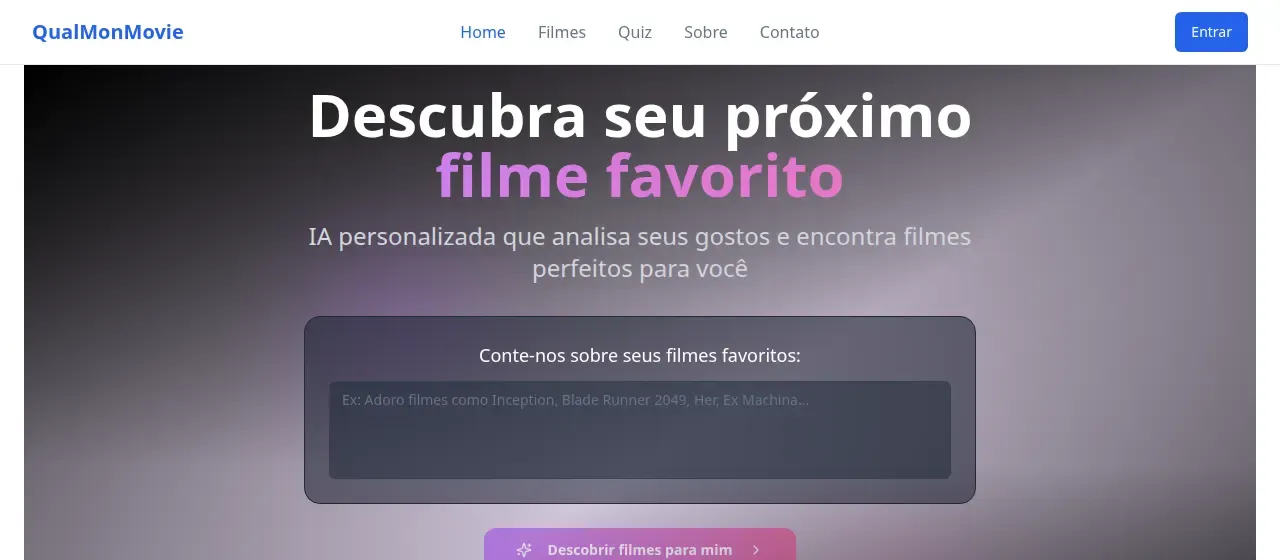 QualMonMovie
Home
Filmes
Quiz
Sobre
Contato
Entrar
Descubra seu próximo
filme favorito
IA personalizada que analisa seus gostos e encontra filmes
perfeitos para você
Conte-nos sobre seus filmes favoritos:
Ex: Adoro filmes como Inception, Blade Runner 2049, Her, Ex Machina...
Descobrir filmes para mim